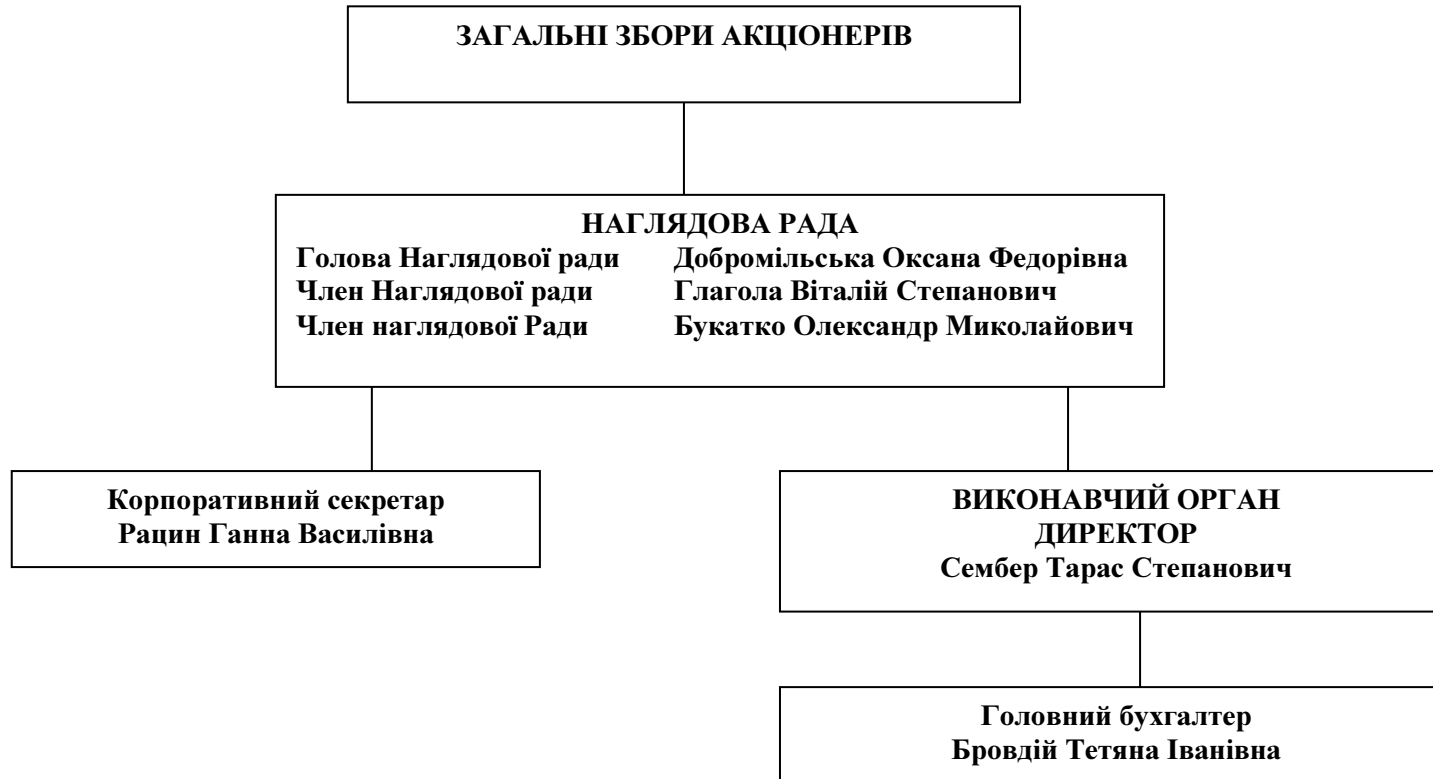 ЗАГАЛЬНІ ЗБОРИ АКЦІОНЕРІВ
НАГЛЯДОВА РАДА
Голова Наглядової ради Добромільська Оксана Федорівна
Член Наглядової ради Глагола Віталій Степанович
Член наглядової Ради Букатко Олександр Миколайович
Корпоративний секретар
Рацин Ганна Василівна
ВИКОНАВЧИЙ ОРГАН
ДИРЕКТОР
Сембер Тарас Степанович
Головний бухгалтер
Бровдій Тетяна Іванівна